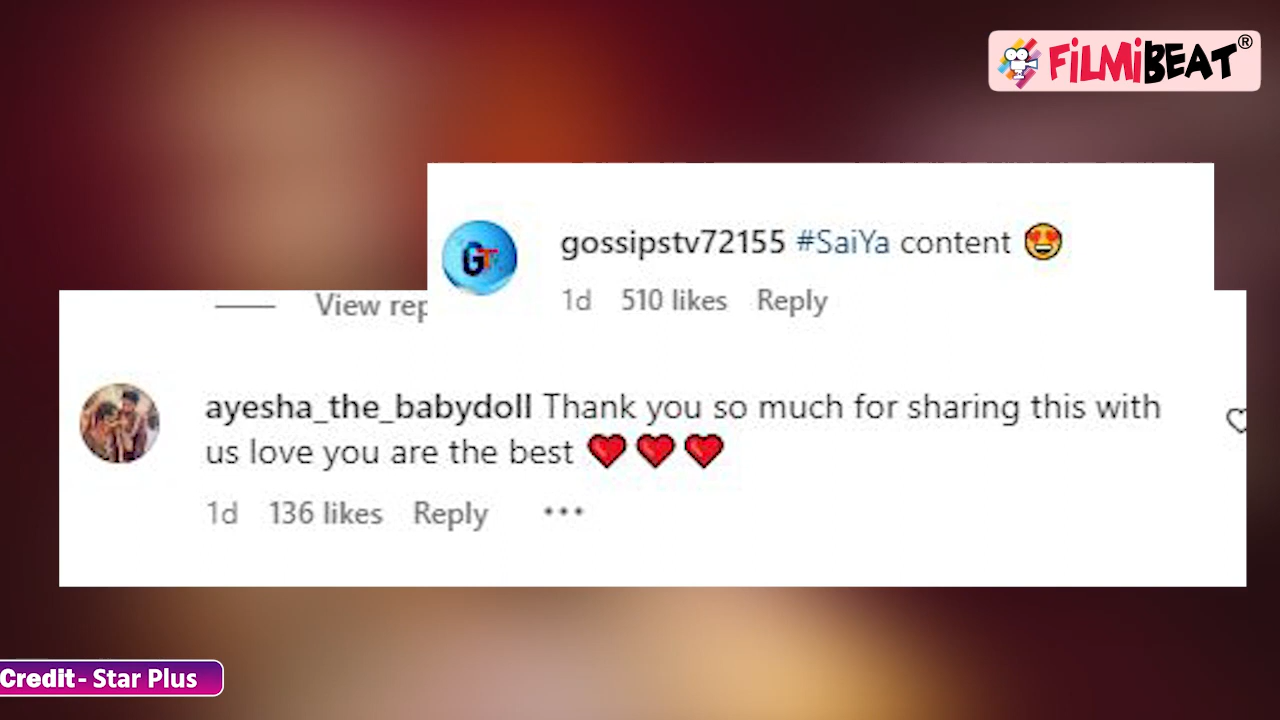 FiLMiBEAT®
GT
gossipstv72155 #SaiYa content 😍
1d 510 likes Reply
View rep
ayesha_the_babydoll Thank you so much for sharing this with
us love you are the best ❤️❤️❤️
1d 136 likes Reply •••
Credit - Star Plus